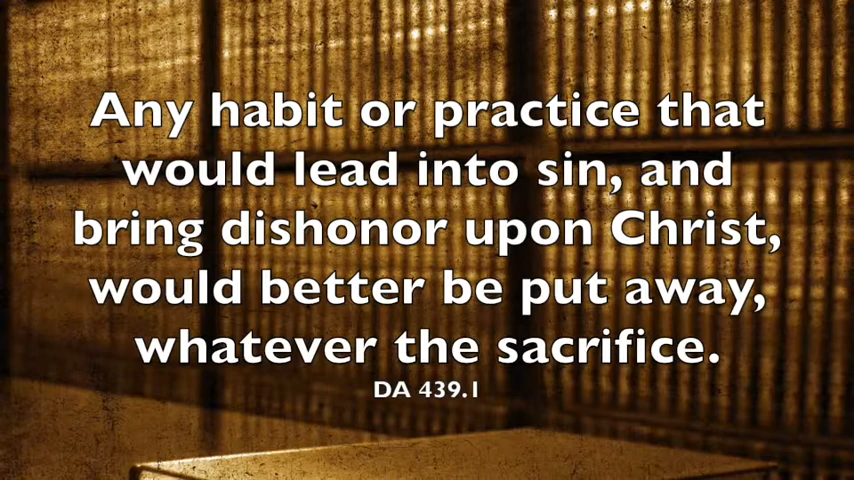 Any habit or practice that
would lead into sin, and
bring dishonor upon Christ,
would better be put away,
whatever the sacrifice.
DA 439.1